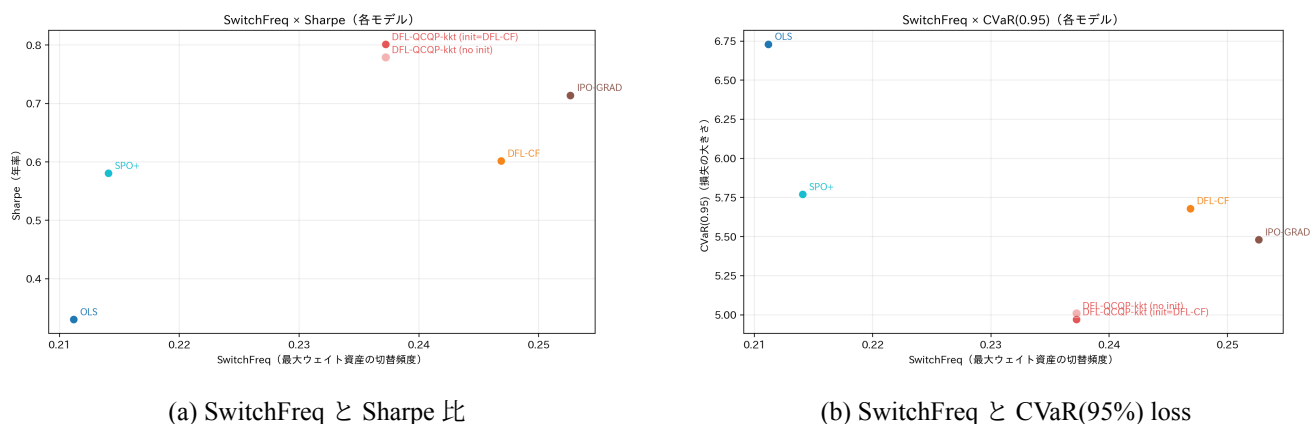 SwitchFreq × Sharpe（各モデル）
Sharpe（年率）
0.8
0.7
0.6
0.5
0.4
DFL-QCQP-kkt (init=DFL-CF)
DFL-QCQP-kkt (no init)
IPO-GRAD
DFL-CF
SPO+
OLS
0.21
0.22
0.23
0.24
0.25
SwitchFreq（最大ウェイト資産の切替頻度）
(a) SwitchFreq と Sharpe 比
SwitchFreq × CVaR(0.95)（各モデル）
CVaR(0.95)（損失の大きさ）
6.75
6.50
6.25
6.00
5.75
5.50
5.25
5.00
OLS
SPO+
DFL-CF
IPO-GRAD
DFL-QCQP-kkt (no init)
DFL-QCQP-kkt (init=DFL-CF)
0.21
0.22
0.23
0.24
0.25
SwitchFreq（最大ウェイト資産の切替頻度）
(b) SwitchFreq と CVaR(95%) loss